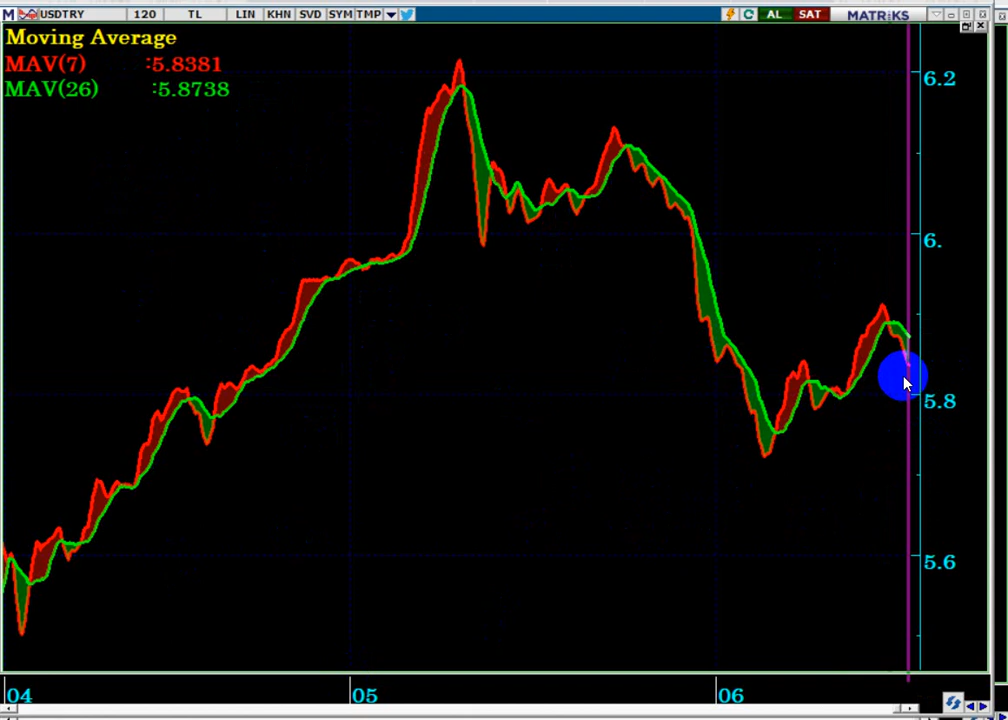 M USDTRY 120 TL LIN KHN SVD SYM TMP AL SAT MATRiKS
Moving Average
MAV(7) :5.8381
MAV(26) :5.8738
6.2
6.
5.8
5.6
04 05 06